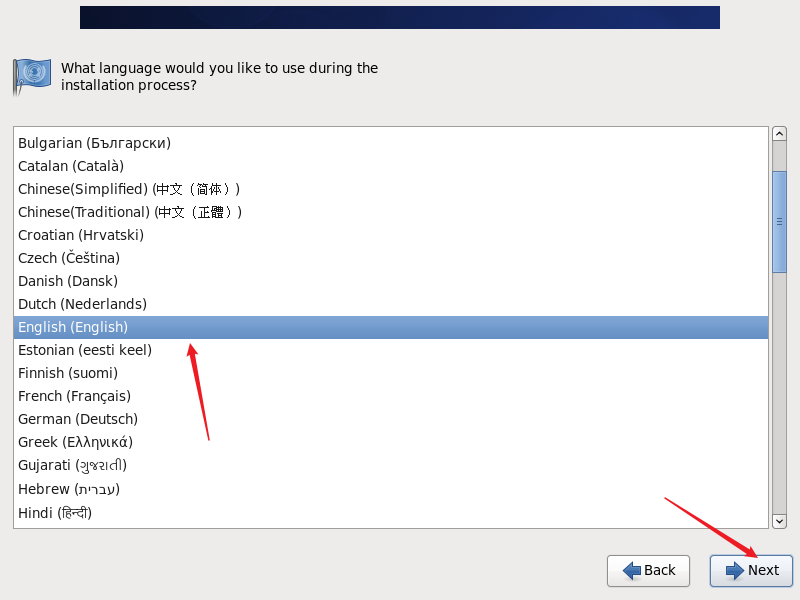 What language would you like to use during the
installation process?
Bulgarian (Български)
Catalan (Català)
Chinese(Simplified) (中文（简体）)
Chinese(Traditional) (中文（正體）)
Croatian (Hrvatski)
Czech (Čeština)
Danish (Dansk)
Dutch (Nederlands)
English (English)
Estonian (eesti keel)
Finnish (suomi)
French (Français)
German (Deutsch)
Greek (Ελληνικά)
Gujarati (ગુજરાતી)
Hebrew (עברית)
Hindi (हिन्दी)
Back
Next